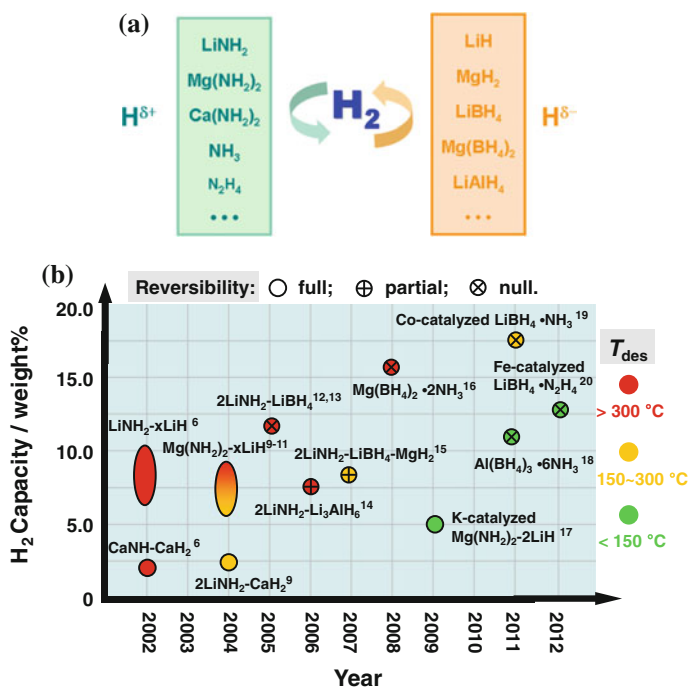 (a)
H^δ+
LiNH₂
Mg(NH₂)₂
Ca(NH₂)₂
NH₃
N₂H₄
•••
H₂
LiH
MgH₂
LiBH₄
Mg(BH₄)₂
LiAlH₄
•••
H^δ−
(b)
Reversibility: ○ full; ⊕ partial; ⊗ null.
H₂ Capacity / weight%
20.0
15.0
10.0
5.0
0
Co-catalyzed LiBH₄ •NH₃ ¹⁹
Fe-catalyzed
LiBH₄ •N₂H₄ ²⁰
Mg(BH₄)₂ •2NH₃ ¹⁶
2LiNH₂–LiBH₄ ¹²,¹³
LiNH₂–xLiH ⁶
Mg(NH₂)₂–xLiH ⁹⁻¹¹
2LiNH₂–LiBH₄–MgH₂ ¹⁵
Al(BH₄)₃ •6NH₃ ¹⁸
2LiNH₂–Li₃AlH₆ ¹⁴
K-catalyzed
Mg(NH₂)₂–2LiH ¹⁷
CaNH–CaH₂ ⁶
2LiNH₂–CaH₂ ⁹
T_des
> 300 °C
150~300 °C
< 150 °C
2002
2004
2005
2006
2007
2008
2009
2010
2011
2012
Year